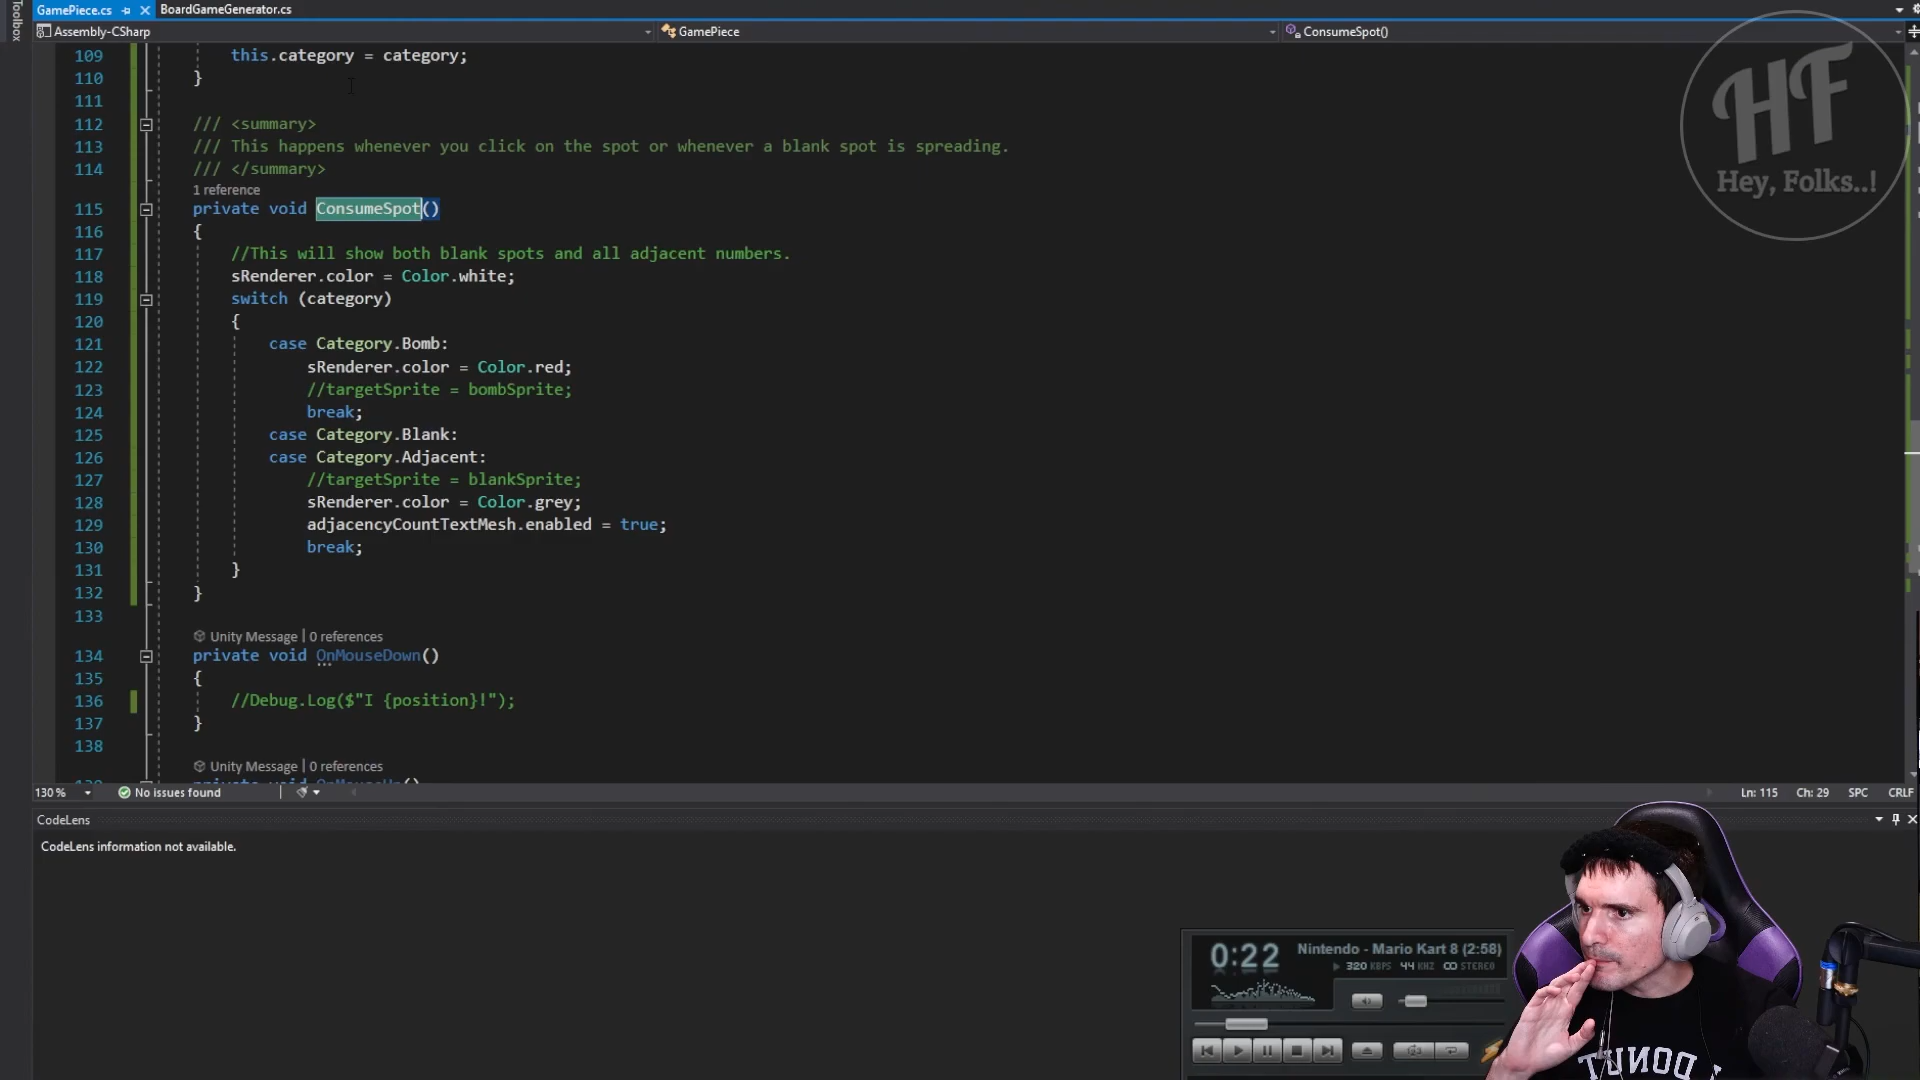 Toolbox
GamePiece.cs
BoardGameGenerator.cs
Assembly-CSharp
GamePiece
ConsumeSpot()
109 this.category = category;
110 }
111
112 /// <summary>
113 /// This happens whenever you click on the spot or whenever a blank spot is spreading.
114 /// </summary>
1 reference
115 private void ConsumeSpot()
116 {
117 //This will show both blank spots and all adjacent numbers.
118 sRenderer.color = Color.white;
119 switch (category)
120 {
121 case Category.Bomb:
122 sRenderer.color = Color.red;
123 //targetSprite = bombSprite;
124 break;
125 case Category.Blank:
126 case Category.Adjacent:
127 //targetSprite = blankSprite;
128 sRenderer.color = Color.grey;
129 adjacencyCountTextMesh.enabled = true;
130 break;
131 }
132 }
133
Unity Message | 0 references
134 private void OnMouseDown()
135 {
136 //Debug.Log($"I {position}!");
137 }
138
Unity Message | 0 references
HF
Hey, Folks..!
130 %
No issues found
Ln: 115 Ch: 29 SPC CRLF
CodeLens
CodeLens information not available.
0:22
Nintendo - Mario Kart 8 (2:58)
320 KBPS 44 KHZ STEREO
DONUT